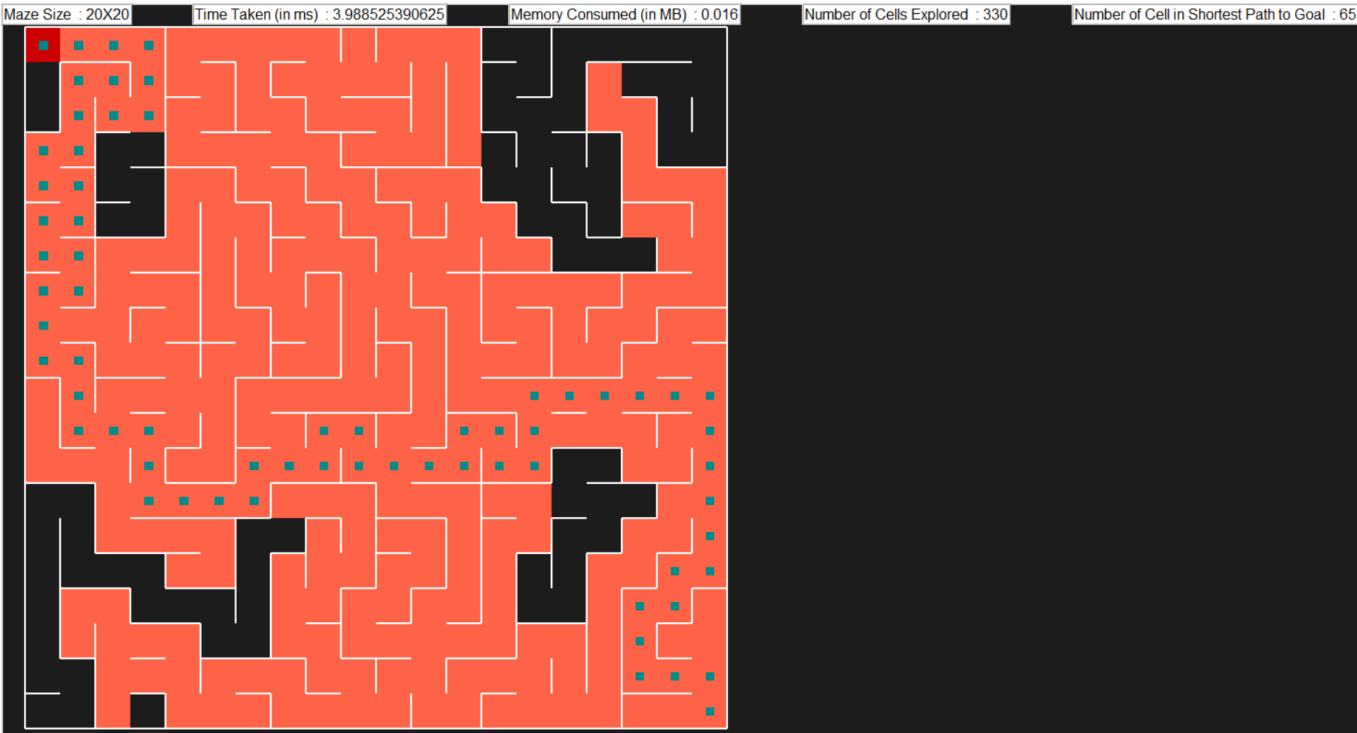 Maze Size : 20X20 Time Taken (in ms) : 3.988525390625 Memory Consumed (in MB) : 0.016 Number of Cells Explored : 330 Number of Cell in Shortest Path to Goal : 65